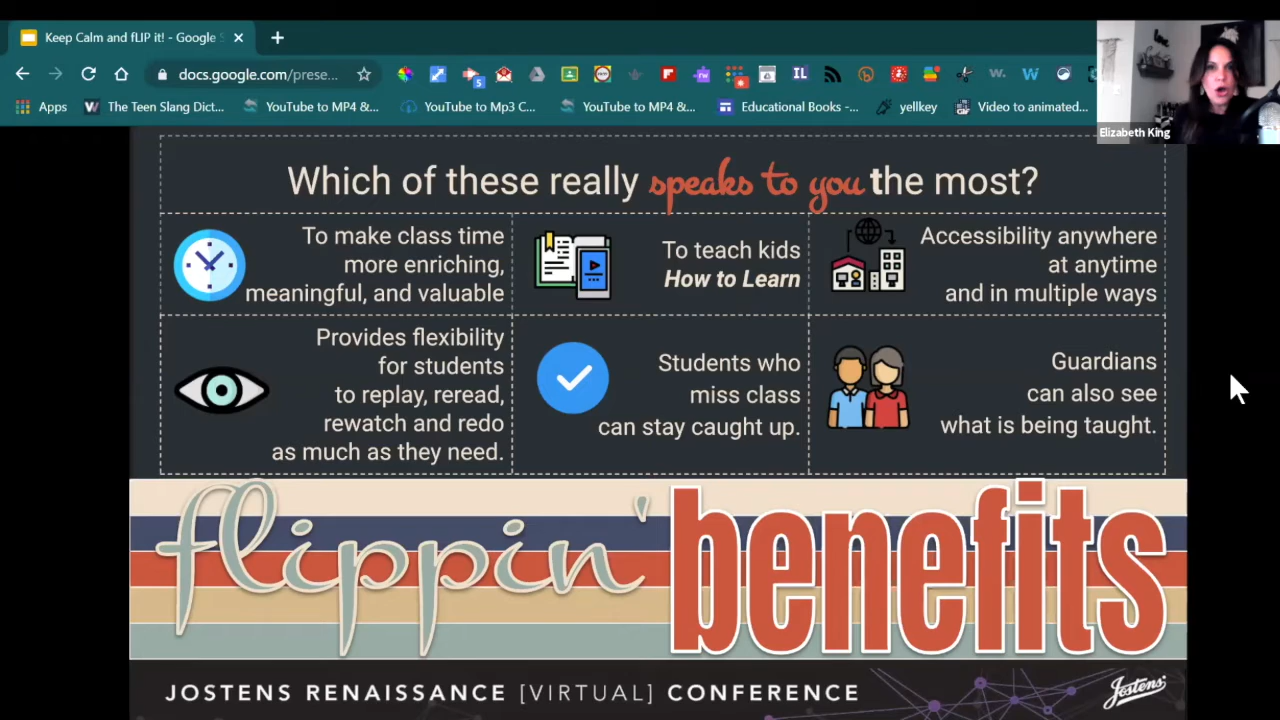 Keep Calm and fLIP it! - Google S
docs.google.com/prese...
5
rw
IL
w.
W
Apps
The Teen Slang Dict...
YouTube to MP4 &...
YouTube to Mp3 C...
YouTube to MP4 &...
Educational Books -...
yellkey
Video to animated...
Elizabeth King
Which of these really speaks to you the most?
To make class time
more enriching,
meaningful, and valuable
To teach kids
How to Learn
Accessibility anywhere
at anytime
and in multiple ways
Provides flexibility
for students
to replay, reread,
rewatch and redo
as much as they need.
Students who
miss class
can stay caught up.
Guardians
can also see
what is being taught.
flippin' benefits
JOSTENS RENAISSANCE [VIRTUAL] CONFERENCE
Jostens